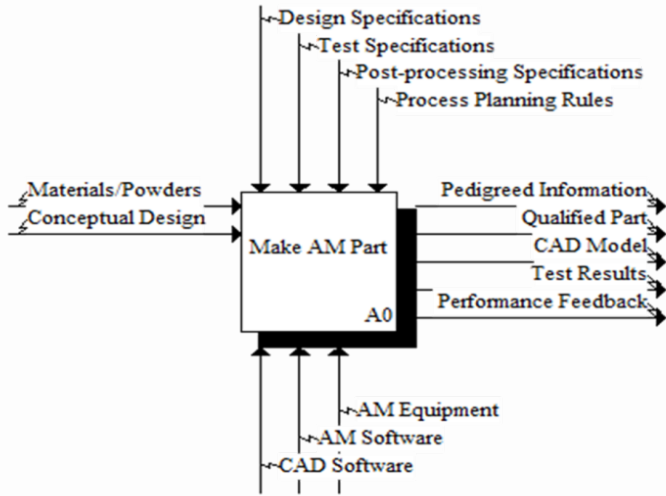 Design Specifications
Test Specifications
Post-processing Specifications
Process Planning Rules
Materials/Powders
Conceptual Design
Make AM Part
A0
Pedigreed Information
Qualified Part
CAD Model
Test Results
Performance Feedback
AM Equipment
AM Software
CAD Software